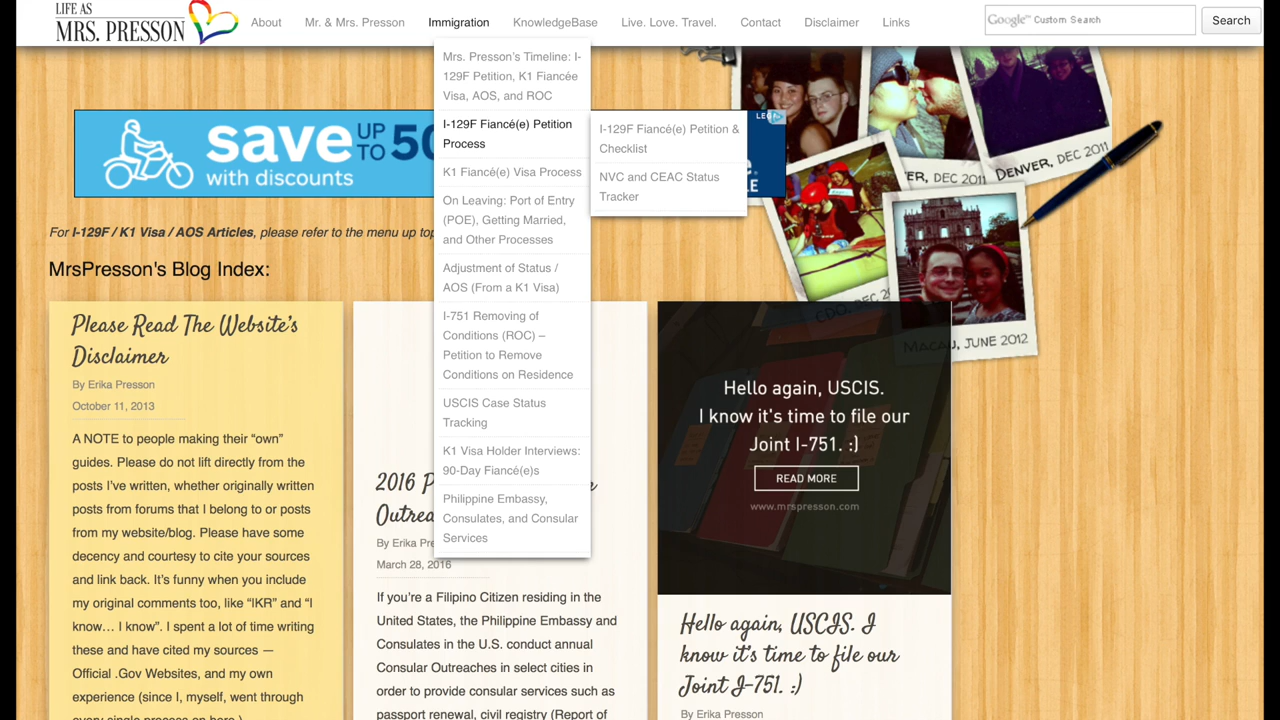 LIFE AS
MRS. PRESSON
About
Mr. & Mrs. Presson
Immigration
KnowledgeBase
Live. Love. Travel.
Contact
Disclaimer
Links
Google™ Custom Search
Search
Mrs. Presson's Timeline: I-
129F Petition, K1 Fiancée
Visa, AOS, and ROC
I-129F Fiancé(e) Petition
Process
K1 Fiancé(e) Visa Process
On Leaving: Port of Entry
(POE), Getting Married,
and Other Processes
Adjustment of Status /
AOS (From a K1 Visa)
I-751 Removing of
Conditions (ROC) –
Petition to Remove
Conditions on Residence
USCIS Case Status
Tracking
K1 Visa Holder Interviews:
90-Day Fiancé(e)s
Philippine Embassy,
Consulates, and Consular
Services
I-129F Fiancé(e) Petition &
Checklist
NVC and CEAC Status
Tracker
save UP TO 50
with discounts
DENVER, DEC 2011
DEC 2011
MACAU, JUNE 2012
For I-129F / K1 Visa / AOS Articles, please refer to the menu up top
MrsPresson's Blog Index:
Please Read The Website's
Disclaimer
By Erika Presson
October 11, 2013
A NOTE to people making their “own”
guides. Please do not lift directly from the
posts I've written, whether originally written
posts from forums that I belong to or posts
from my website/blog. Please have some
decency and courtesy to cite your sources
and link back. It's funny when you include
my original comments too, like “IKR” and “I
know… I know”. I spent a lot of time writing
these and have cited my sources —
Official .Gov Websites, and my own
experience (since I, myself, went through
every single process on here.)
2016
Outrea
By Erika Pre
March 28, 2016
If you're a Filipino Citizen residing in the
United States, the Philippine Embassy and
Consulates in the U.S. conduct annual
Consular Outreaches in select cities in
order to provide consular services such as
passport renewal, civil registry (Report of
Hello again, USCIS.
I know it's time to file our
Joint I-751. :)
READ MORE
www.mrspresson.com
Hello again, USCIS. I
know it's time to file our
Joint I-751. :)
By Erika Presson